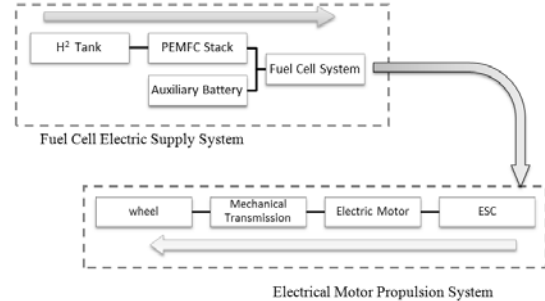 H² Tank
PEMFC Stack
Auxiliary Battery
Fuel Cell System
Fuel Cell Electric Supply System
wheel
Mechanical
Transmission
Electric Motor
ESC
Electrical Motor Propulsion System